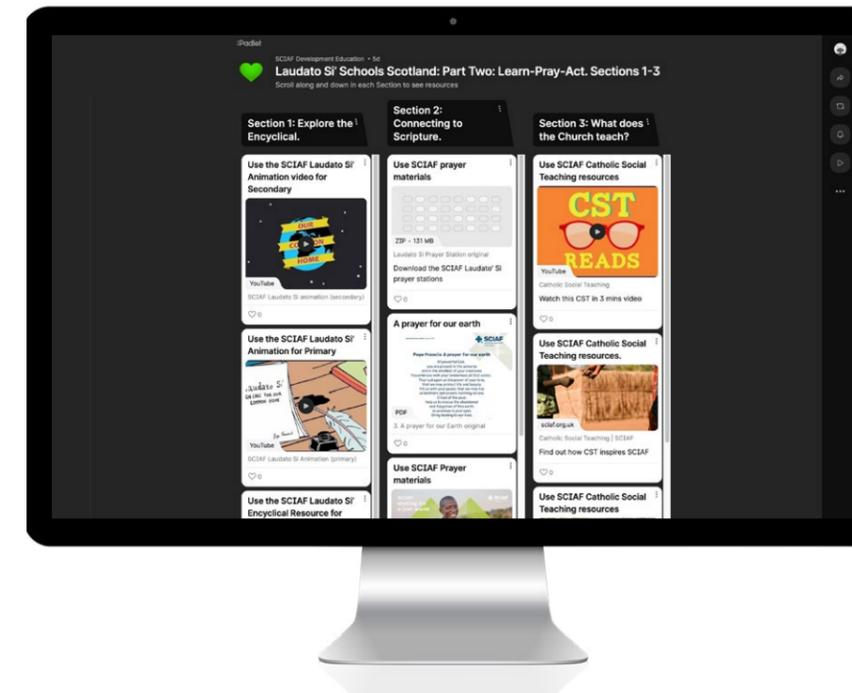 Padlet
SCIAF Development Education • 5d
Laudato Si' Schools Scotland: Part Two: Learn-Pray-Act. Sections 1-3
Scroll along and down in each Section to see resources
Section 1: Explore the
Encyclical.
Use the SCIAF Laudato Si'
Animation video for
Secondary
OUR
COMMON
HOME
YouTube
SCIAF Laudato Si animation (secondary)
0
Use the SCIAF Laudato Si'
Animation for Primary
Laudato Si'
ON CARE FOR OUR
COMMON HOME
YouTube
SCIAF Laudato Si Animation (primary)
0
Use the SCIAF Laudato Si'
Encyclical Resource for
Section 2:
Connecting to
Scripture.
Use SCIAF prayer
materials
ZIP - 131 MB
Laudato Si Prayer Station original
Download the SCIAF Laudato' Si
prayer stations
0
A prayer for our earth
SCIAF
Pope Francis: A prayer for our earth
PDF
3. A prayer for our Earth original
0
Use SCIAF Prayer
materials
Section 3: What does
the Church teach?
Use SCIAF Catholic Social
Teaching resources
CST
READS
YouTube
Catholic Social Teaching
Watch this CST in 3 mins video
0
Use SCIAF Catholic Social
Teaching resources.
sciaf.org.uk
Catholic Social Teaching | SCIAF
Find out how CST inspires SCIAF
0
Use SCIAF Catholic Social
Teaching resources